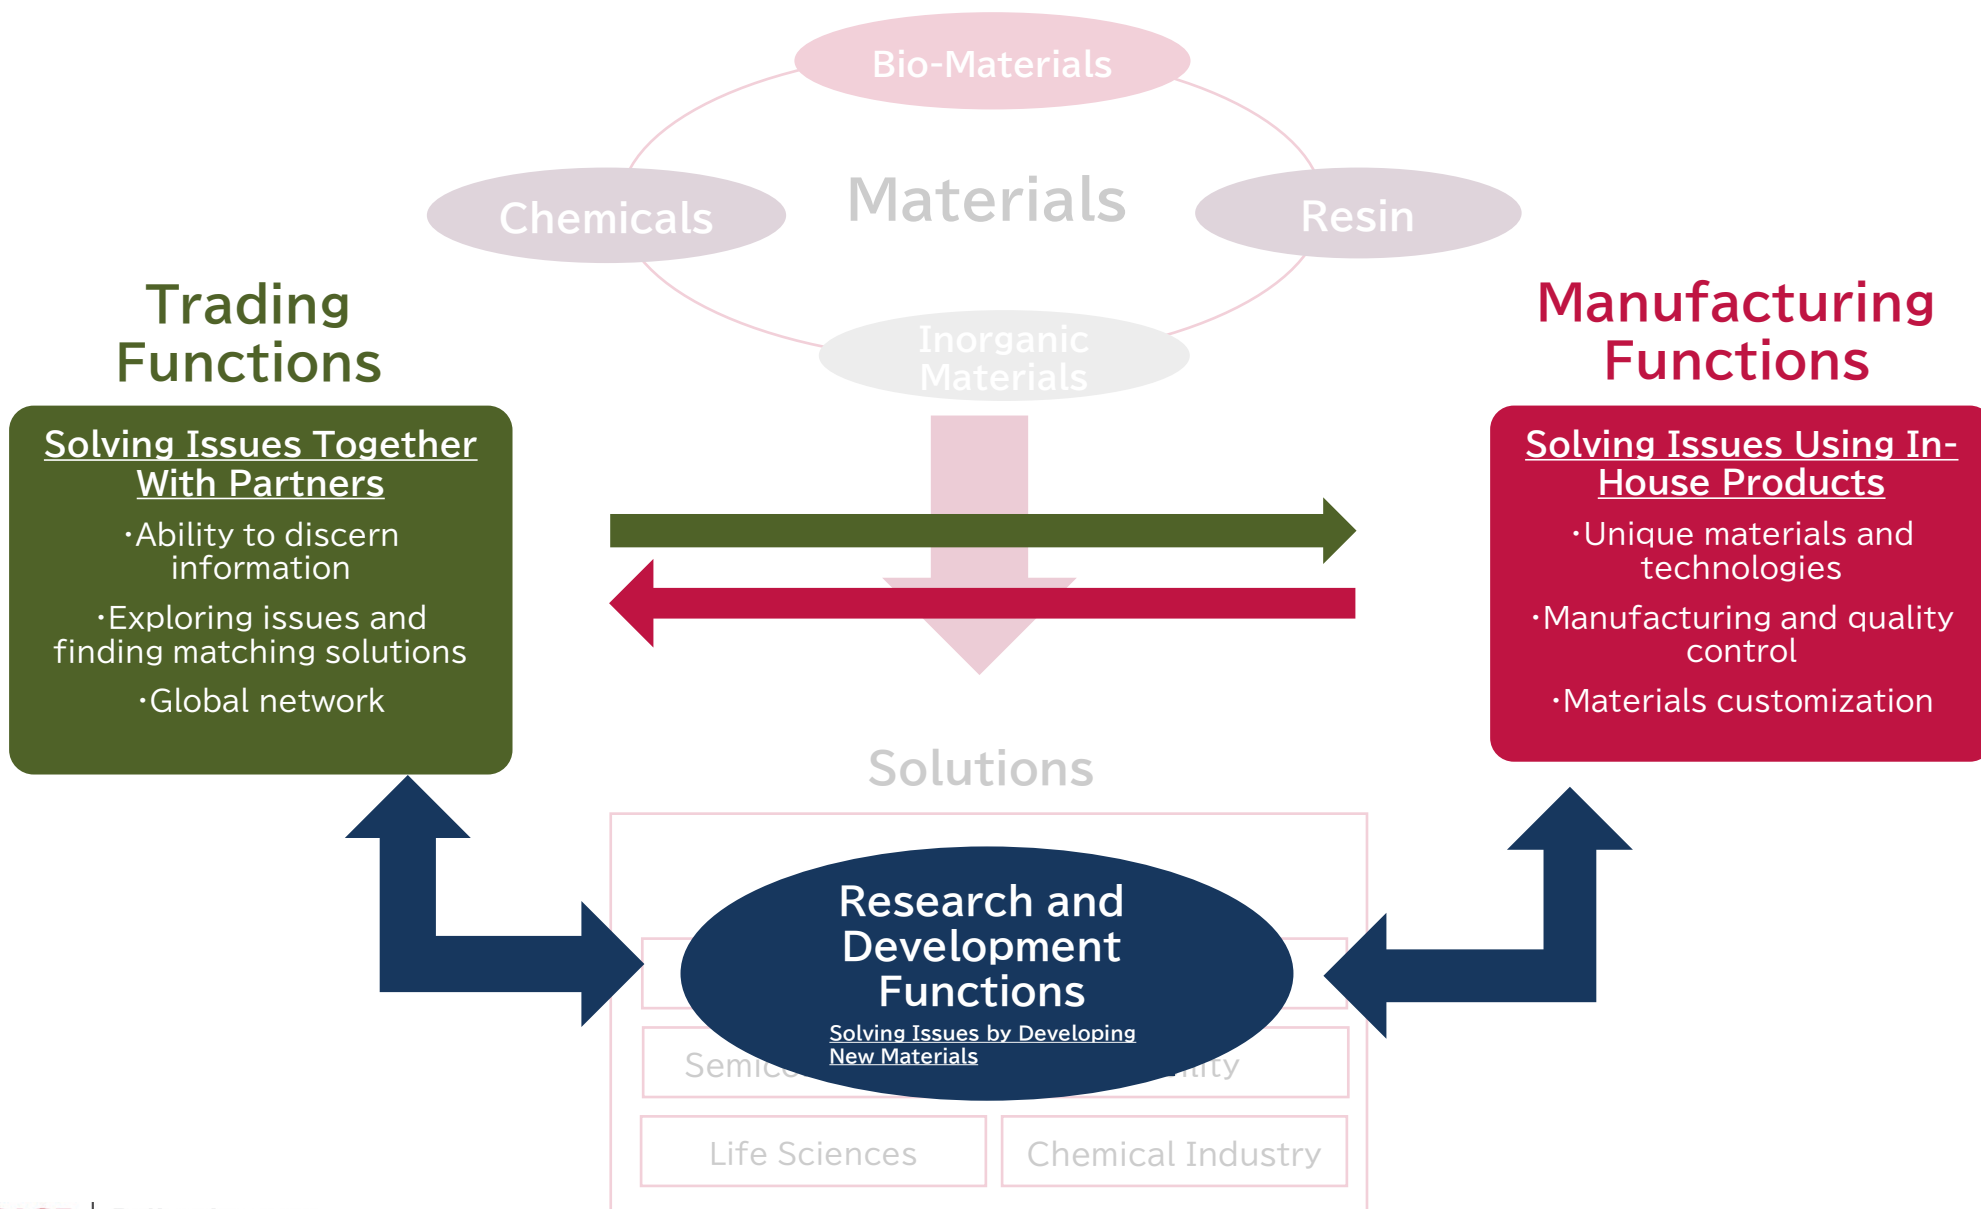 Bio-Materials
Materials
Chemicals
Resin
Inorganic
Materials
Trading
Functions
Solving Issues Together
With Partners
・Ability to discern
information
・Exploring issues and
finding matching solutions
・Global network
Manufacturing
Functions
Solving Issues Using In-
House Products
・Unique materials and
technologies
・Manufacturing and quality
control
・Materials customization
Solutions
Research and
Development
Functions
Solving Issues by Developing
New Materials
Life Sciences
Chemical Industry